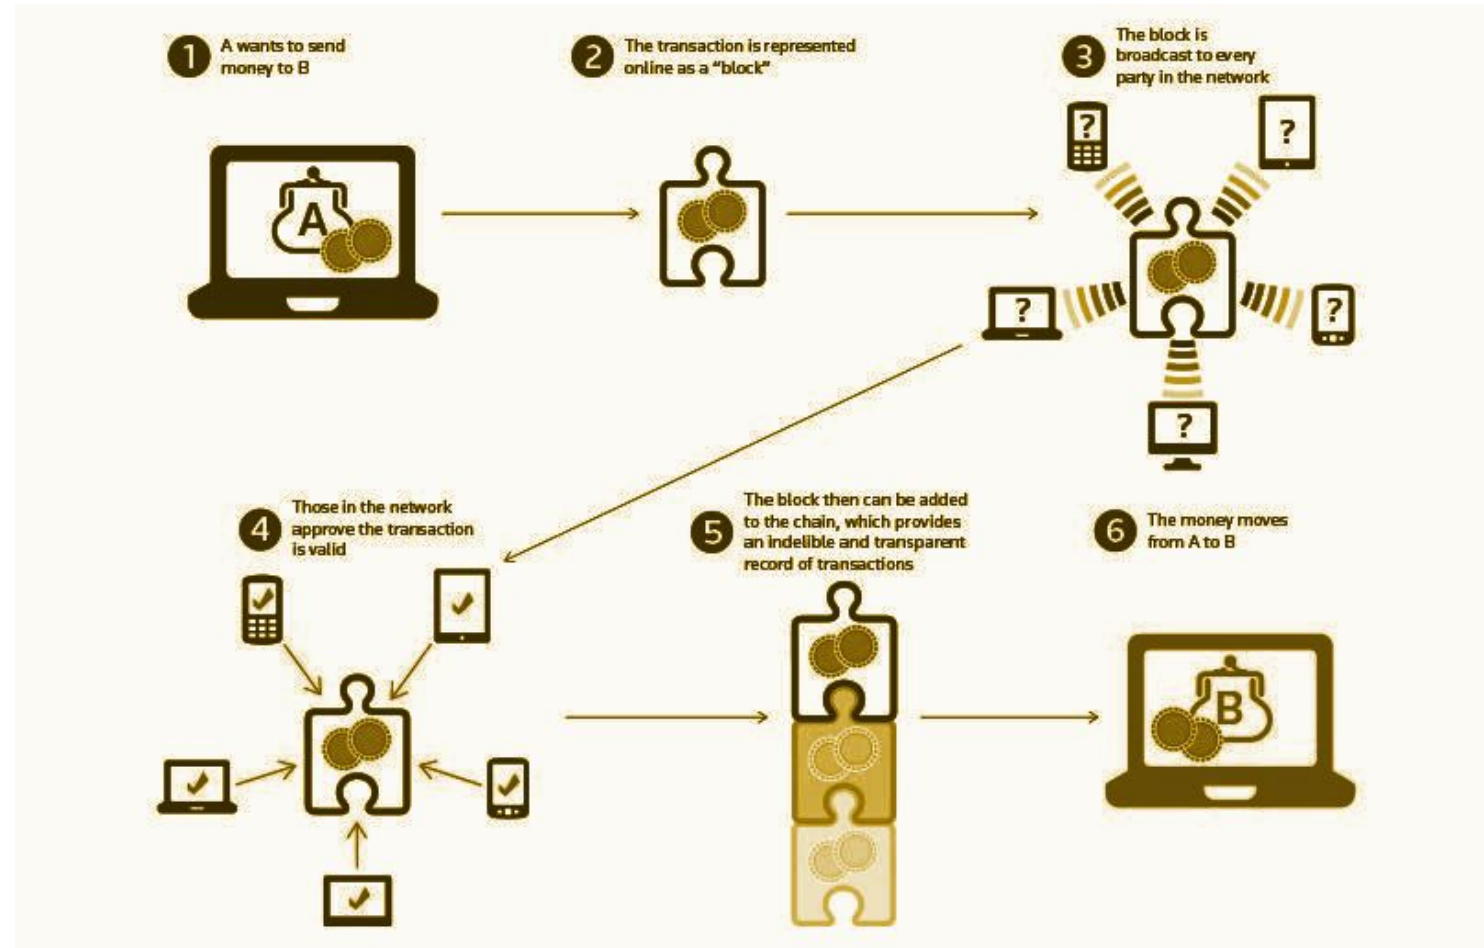 1
A wants to send
money to B
2
The transaction is represented
online as a “block”
3
The block is
broadcast to every
party in the network
?
?
A
?
?
?
4
Those in the network
approve the transaction
is valid
5
The block then can be added
to the chain, which provides
an indelible and transparent
record of transactions
6
The money moves
from A to B
B